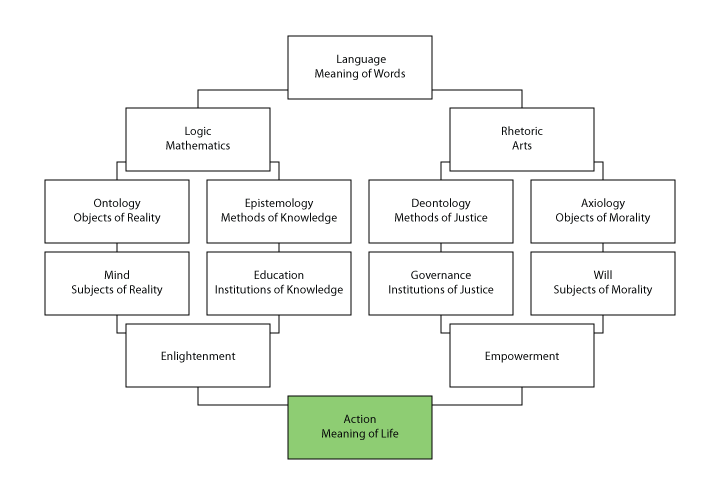 Language
Meaning of Words
Logic
Mathematics
Rhetoric
Arts
Ontology
Objects of Reality
Epistemology
Methods of Knowledge
Deontology
Methods of Justice
Axiology
Objects of Morality
Mind
Subjects of Reality
Education
Institutions of Knowledge
Governance
Institutions of Justice
Will
Subjects of Morality
Enlightenment
Empowerment
Action
Meaning of Life